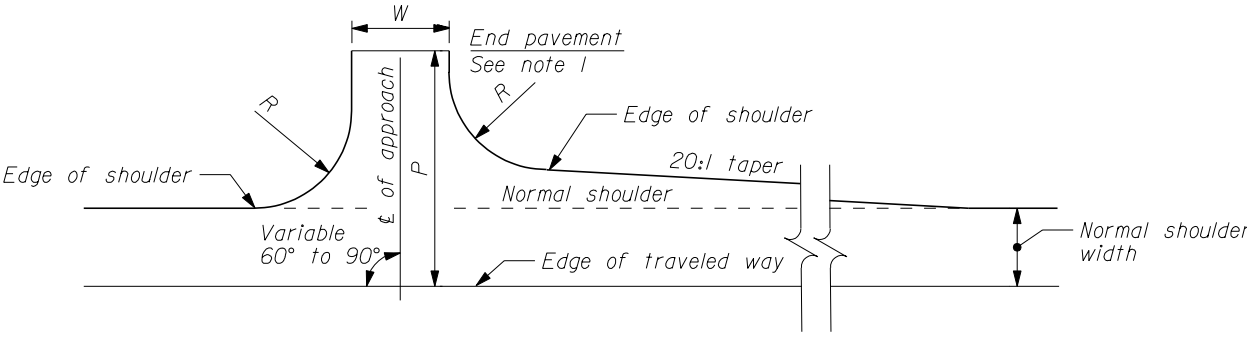 W
End pavement
See note 1
R
R
℄ of approach
P
Edge of shoulder
20:1 taper
Edge of shoulder
Normal shoulder
Variable
60° to 90°
Normal shoulder
width
Edge of traveled way